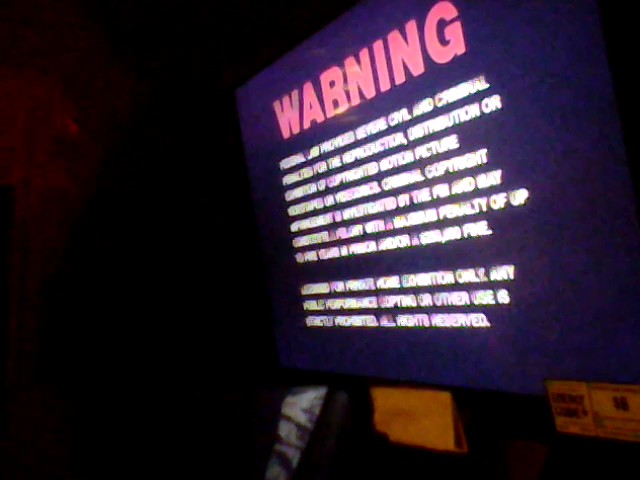 WARNING
FEDERAL LAW PROVIDES SEVERE CIVIL AND CRIMINAL
PENALTIES FOR THE REPRODUCTION, DISTRIBUTION OR
EXHIBITION OF COPYRIGHTED MOTION PICTURE
VIDEOTAPES OR VIDEODISCS. CRIMINAL COPYRIGHT
INFRINGEMENT IS INVESTIGATED BY THE FBI AND MAY
CONSTITUTE A FELONY WITH A MAXIMUM PENALTY OF UP
TO FIVE YEARS IN PRISON AND/OR A $250,000 FINE.
LICENSED FOR PRIVATE HOME EXHIBITION ONLY. ANY
PUBLIC PERFORMANCE COPYING OR OTHER USE IS
STRICTLY PROHIBITED. ALL RIGHTS RESERVED.
ENERGY
GUIDE